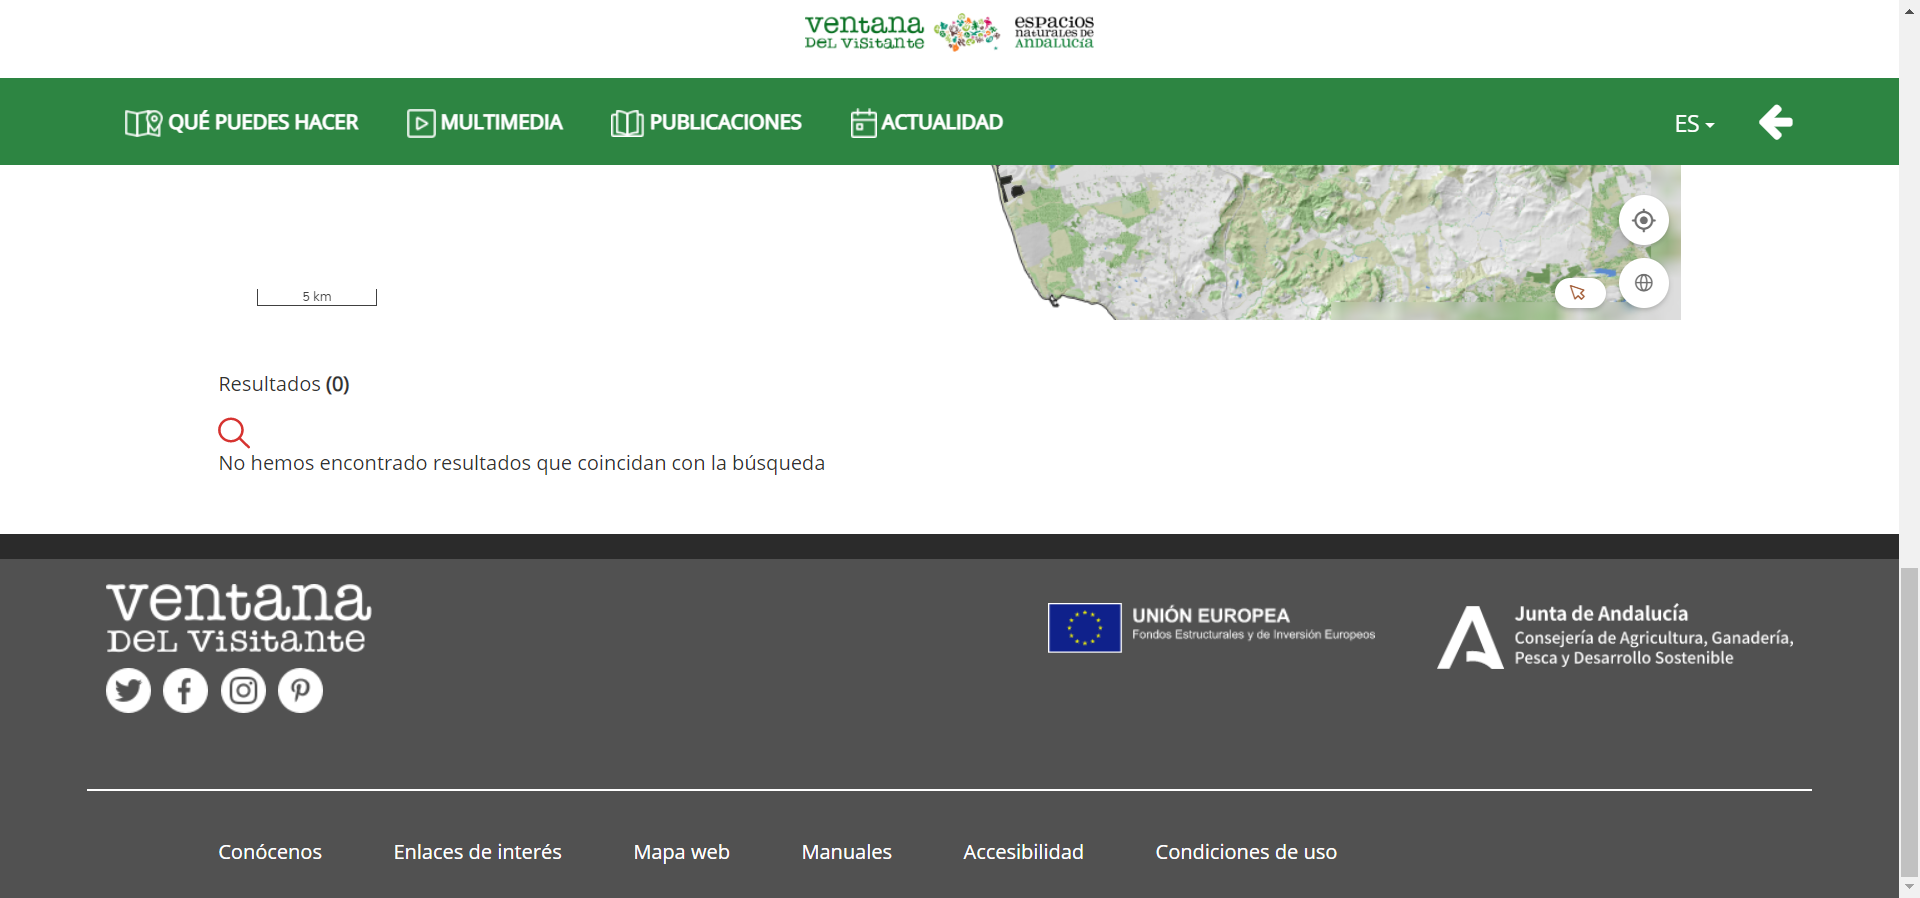 ventana
DEL VISITANTE
ESPACIOS
NATURALES DE
ANDALUCÍA
QUÉ PUEDES HACER
MULTIMEDIA
PUBLICACIONES
ACTUALIDAD
ES
5 km
Resultados (0)
No hemos encontrado resultados que coincidan con la búsqueda
ventana
DEL VISITANTE
UNIÓN EUROPEA
Fondos Estructurales y de Inversión Europeos
Junta de Andalucía
Consejería de Agricultura, Ganadería,
Pesca y Desarrollo Sostenible
Conócenos
Enlaces de interés
Mapa web
Manuales
Accesibilidad
Condiciones de uso